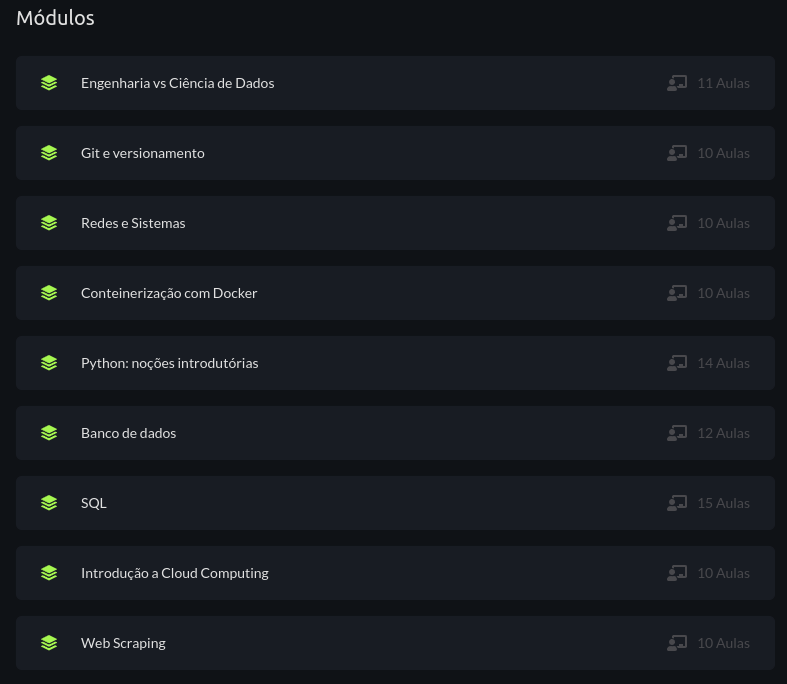 Módulos
Engenharia vs Ciência de Dados 11 Aulas
Git e versionamento 10 Aulas
Redes e Sistemas 10 Aulas
Conteinerização com Docker 10 Aulas
Python: noções introdutórias 14 Aulas
Banco de dados 12 Aulas
SQL 15 Aulas
Introdução a Cloud Computing 10 Aulas
Web Scraping 10 Aulas